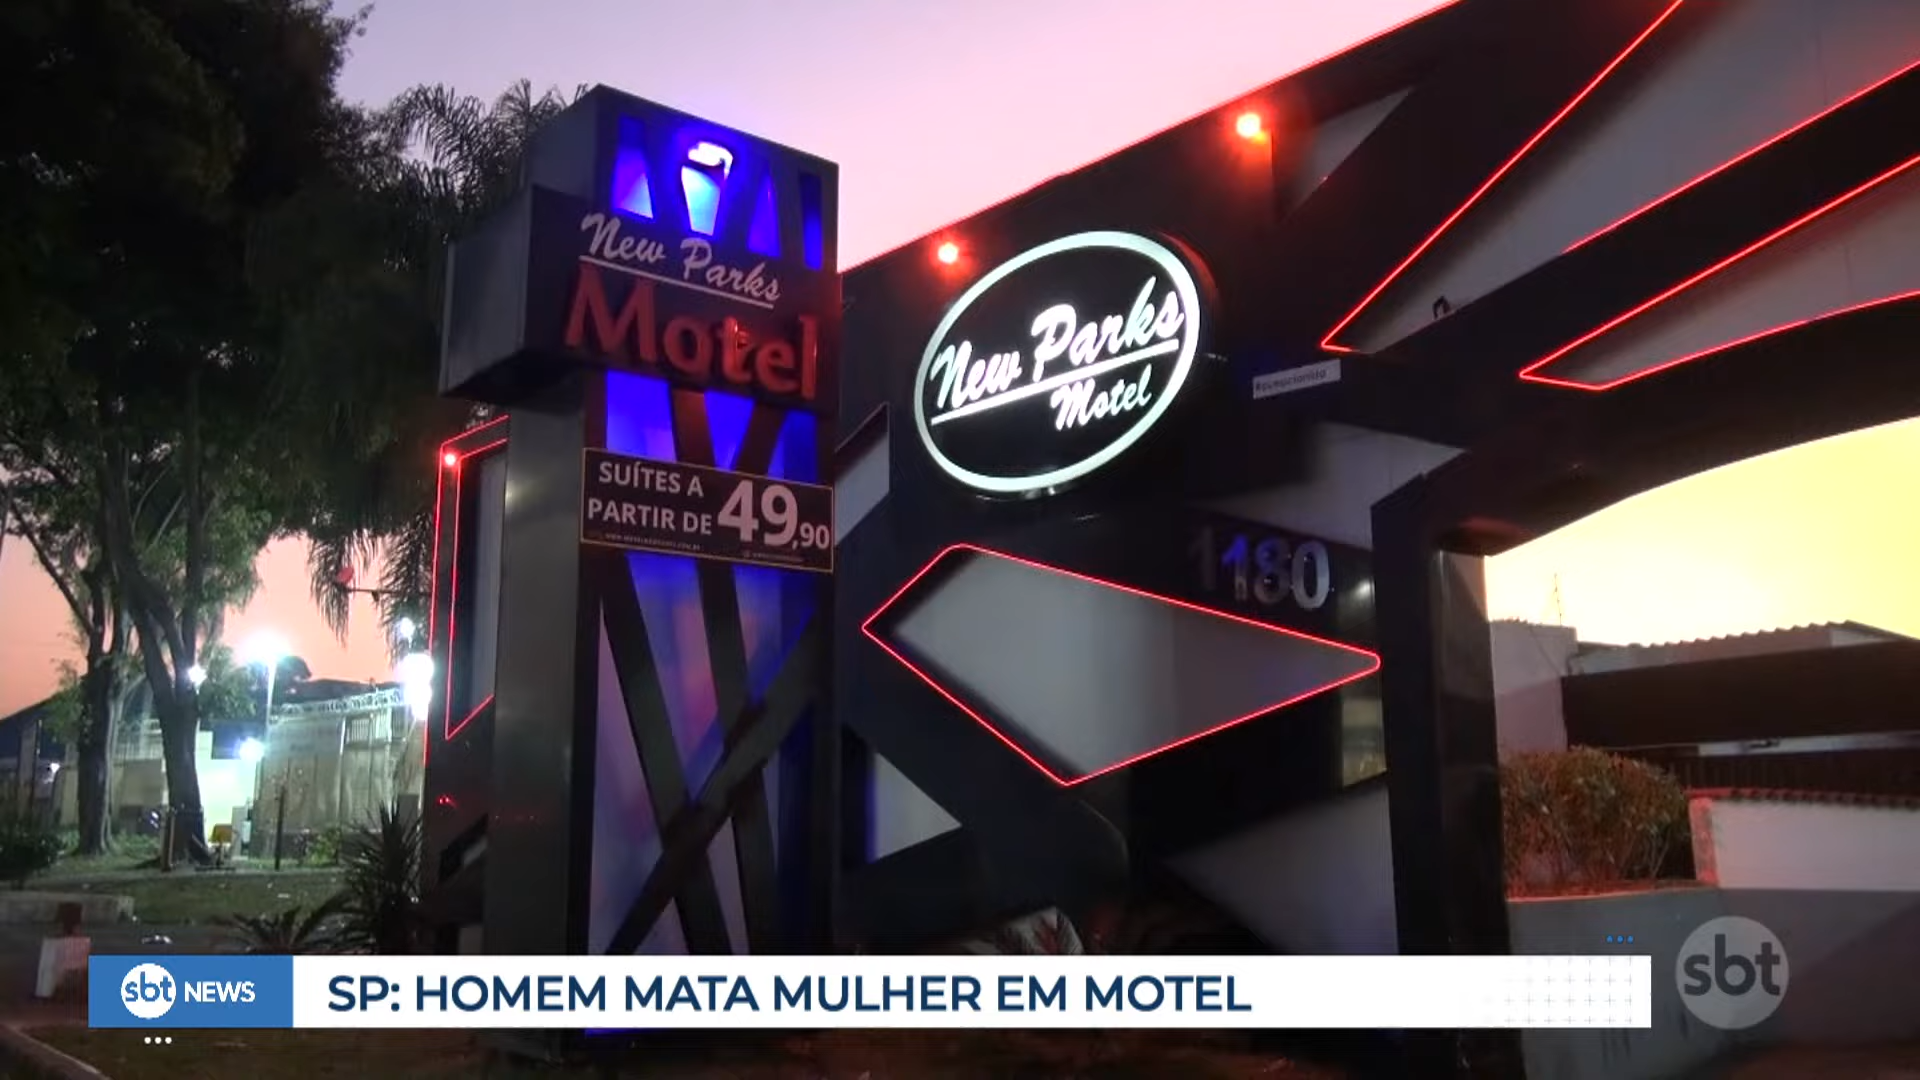 New Parks
Motel
SUÍTES A
PARTIR DE 49,90
New Parks
Motel
1180
sbt NEWS
SP: HOMEM MATA MULHER EM MOTEL
sbt